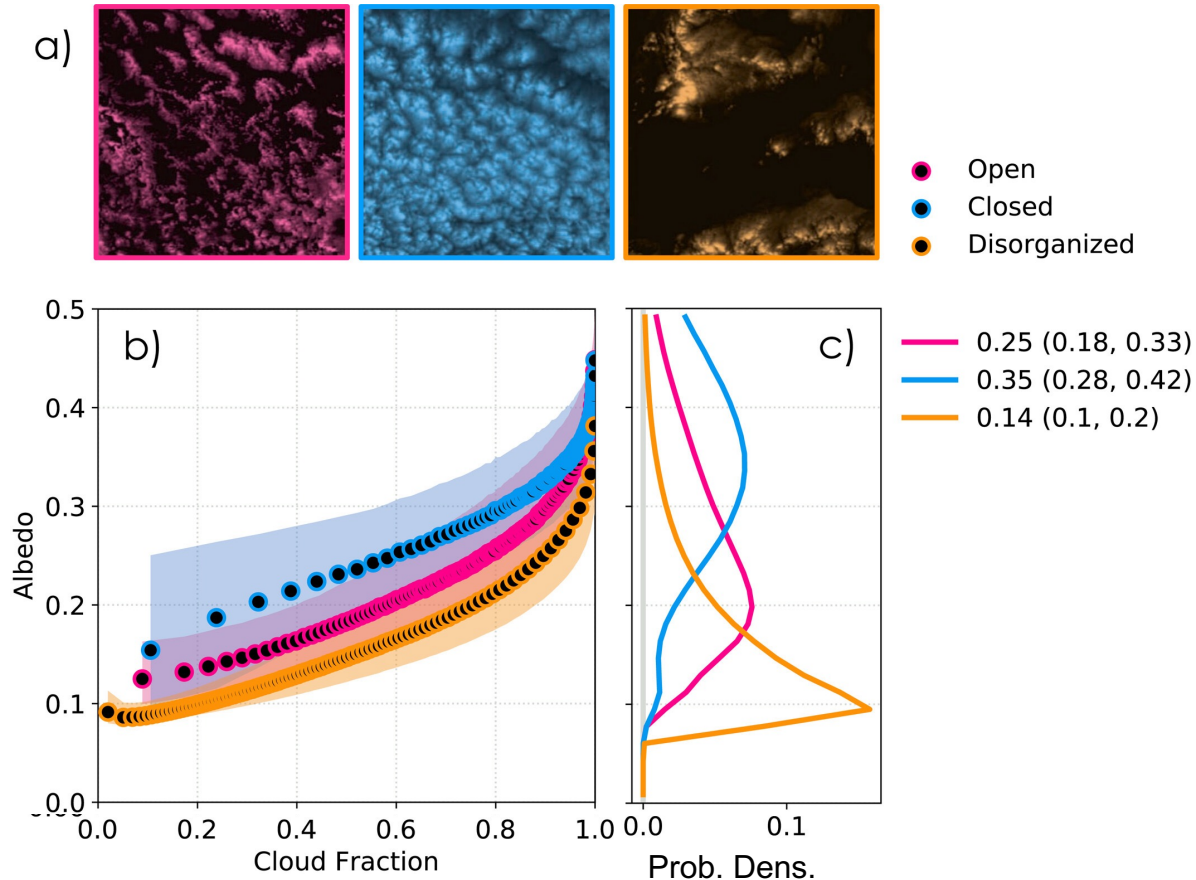 a)
Open
Closed
Disorganized
b)
c)
0.5
0.4
0.3
0.2
0.1
0.0
Albedo
0.0 0.2 0.4 0.6 0.8 1.0
Cloud Fraction
0.0 0.1
Prob. Dens.
0.25 (0.18, 0.33)
0.35 (0.28, 0.42)
0.14 (0.1, 0.2)